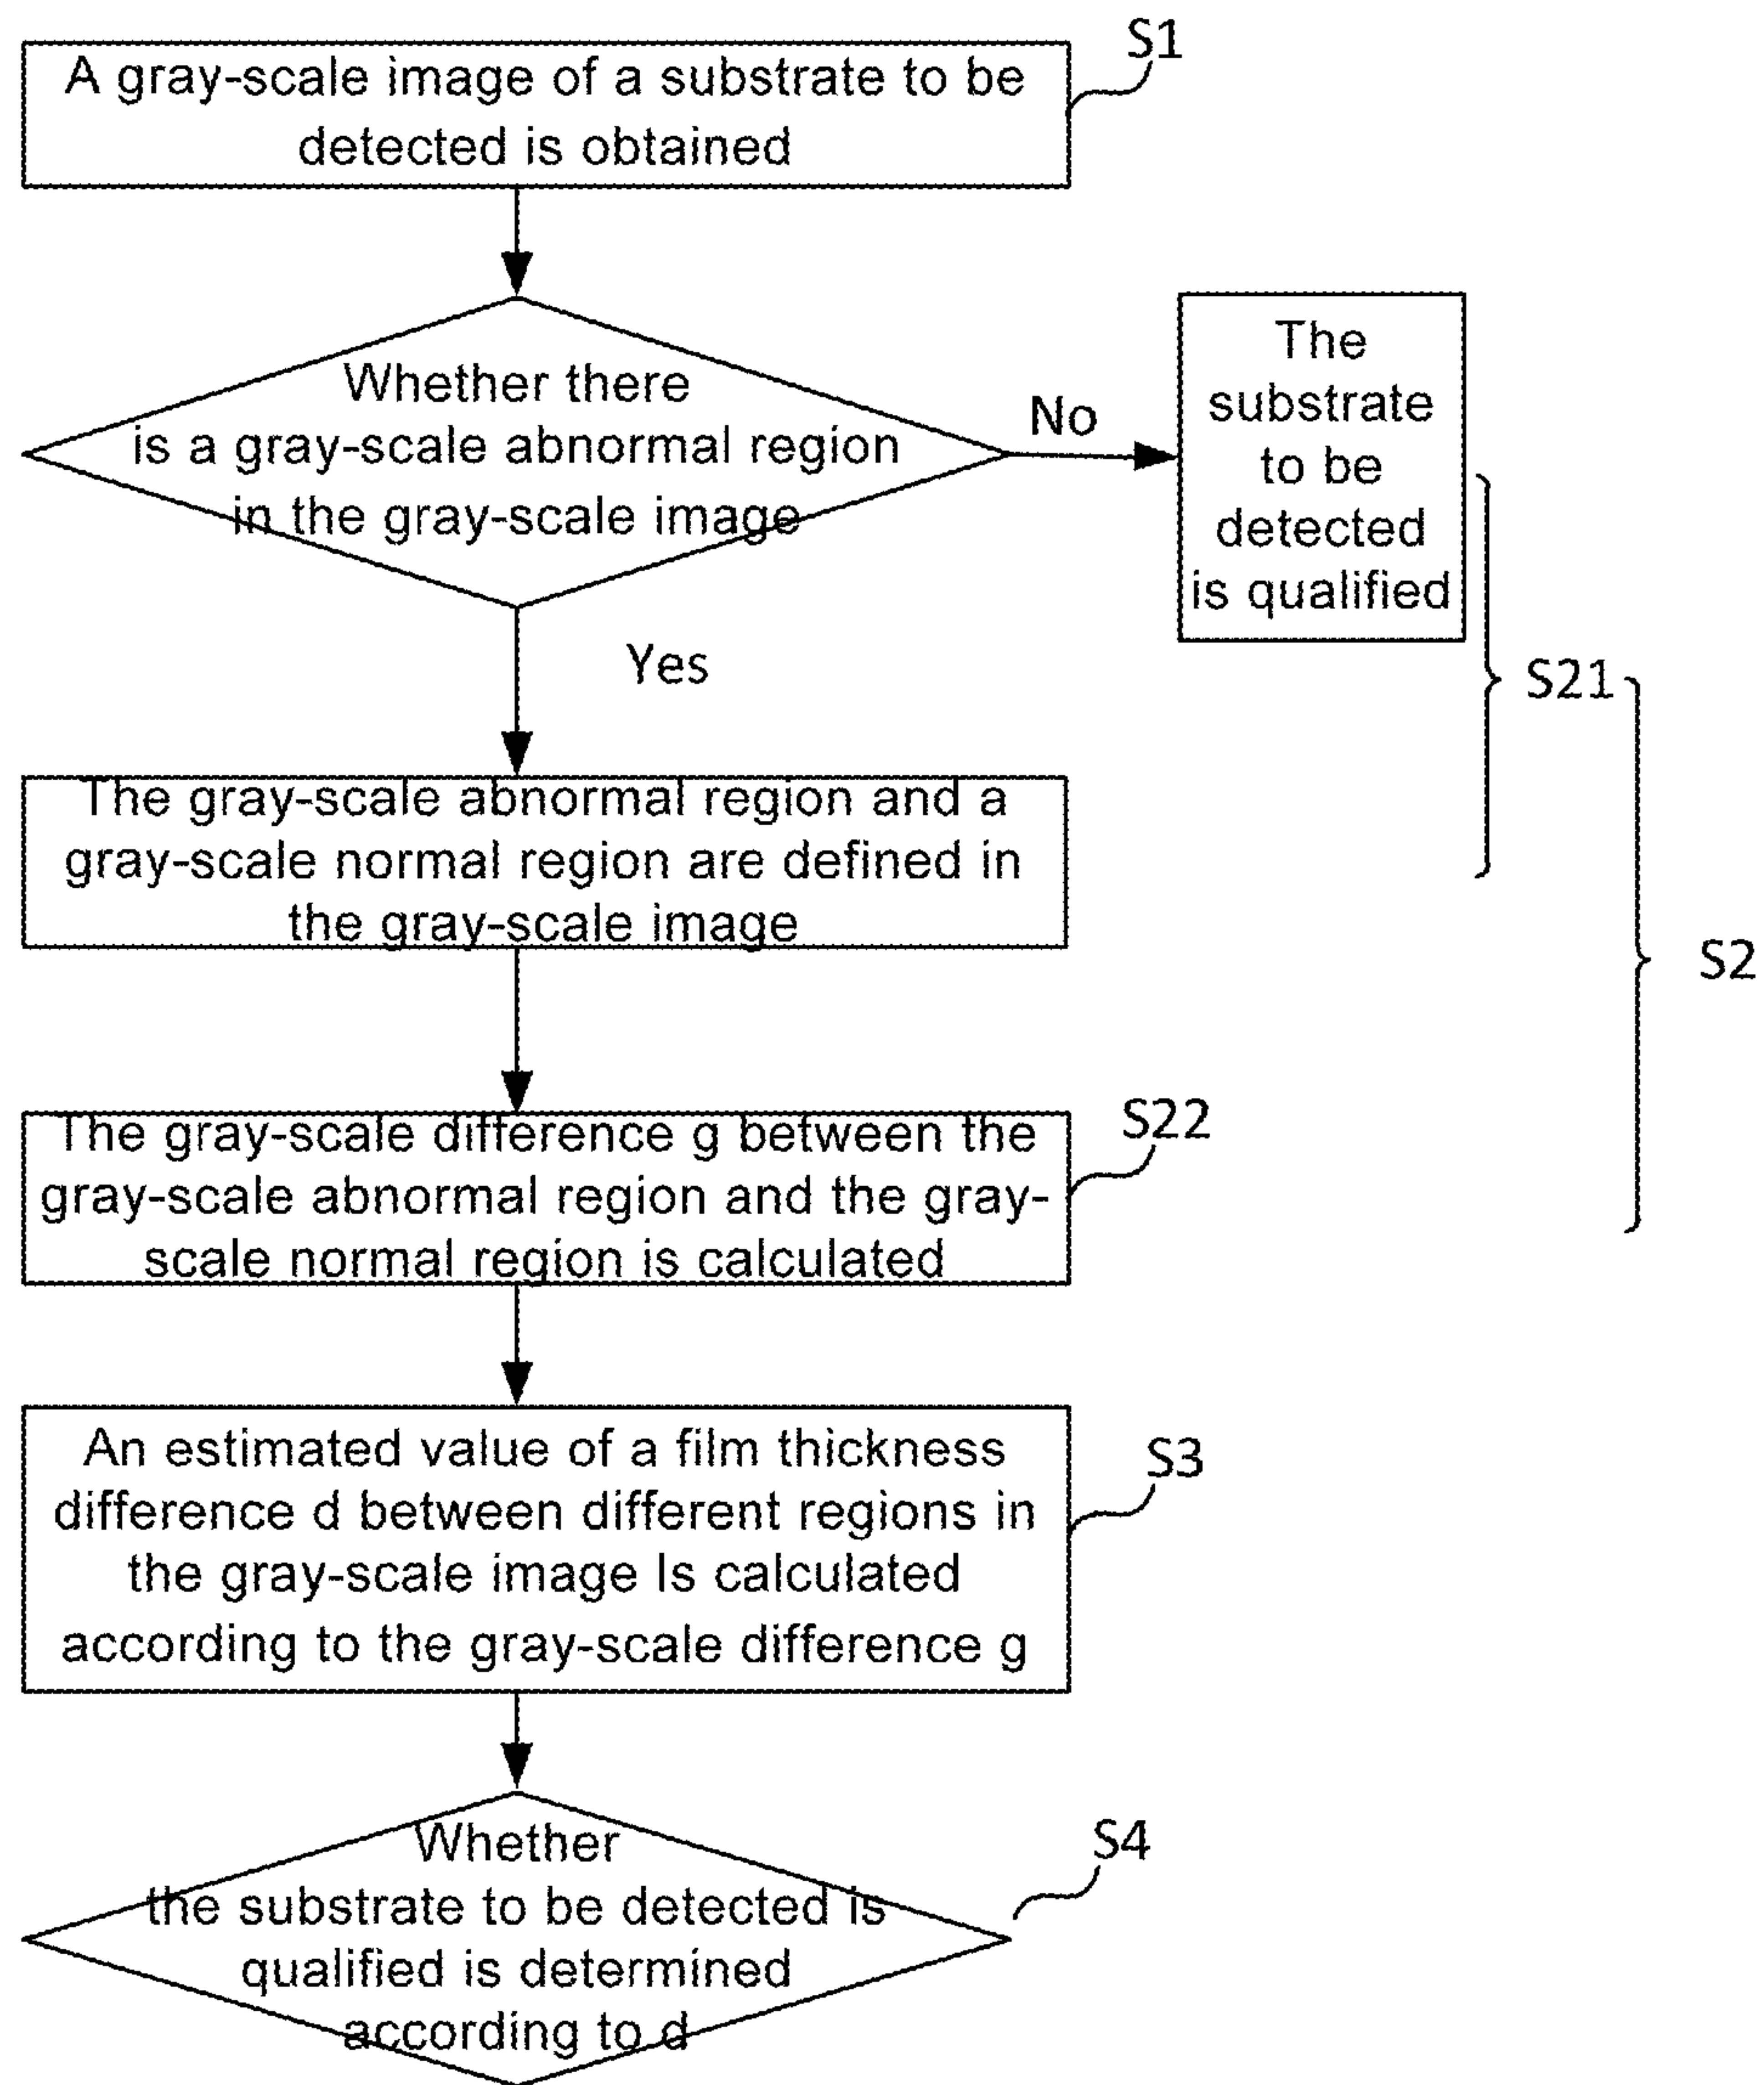 S1
A gray-scale image of a substrate to be
detected is obtained
Whether there
is a gray-scale abnormal region
in the gray-scale image
No
The
substrate
to be
detected
is qualified
Yes
S21
The gray-scale abnormal region and a
gray-scale normal region are defined in
the gray-scale image
S2
S22
The gray-scale difference g between the
gray-scale abnormal region and the gray-
scale normal region is calculated
S3
An estimated value of a film thickness
difference d between different regions in
the gray-scale image Is calculated
according to the gray-scale difference g
S4
Whether
the substrate to be detected is
qualified is determined
according to d